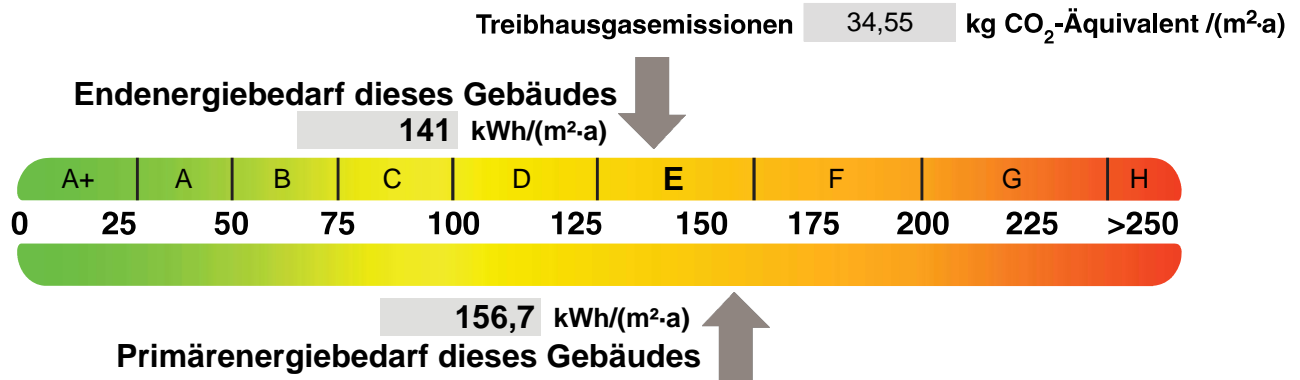 Treibhausgasemissionen 34,55 kg CO₂-Äquivalent /(m²·a)
Endenergiebedarf dieses Gebäudes
141 kWh/(m²·a)
A+ A B C D E F G H
0 25 50 75 100 125 150 175 200 225 >250
156,7 kWh/(m²·a)
Primärenergiebedarf dieses Gebäudes